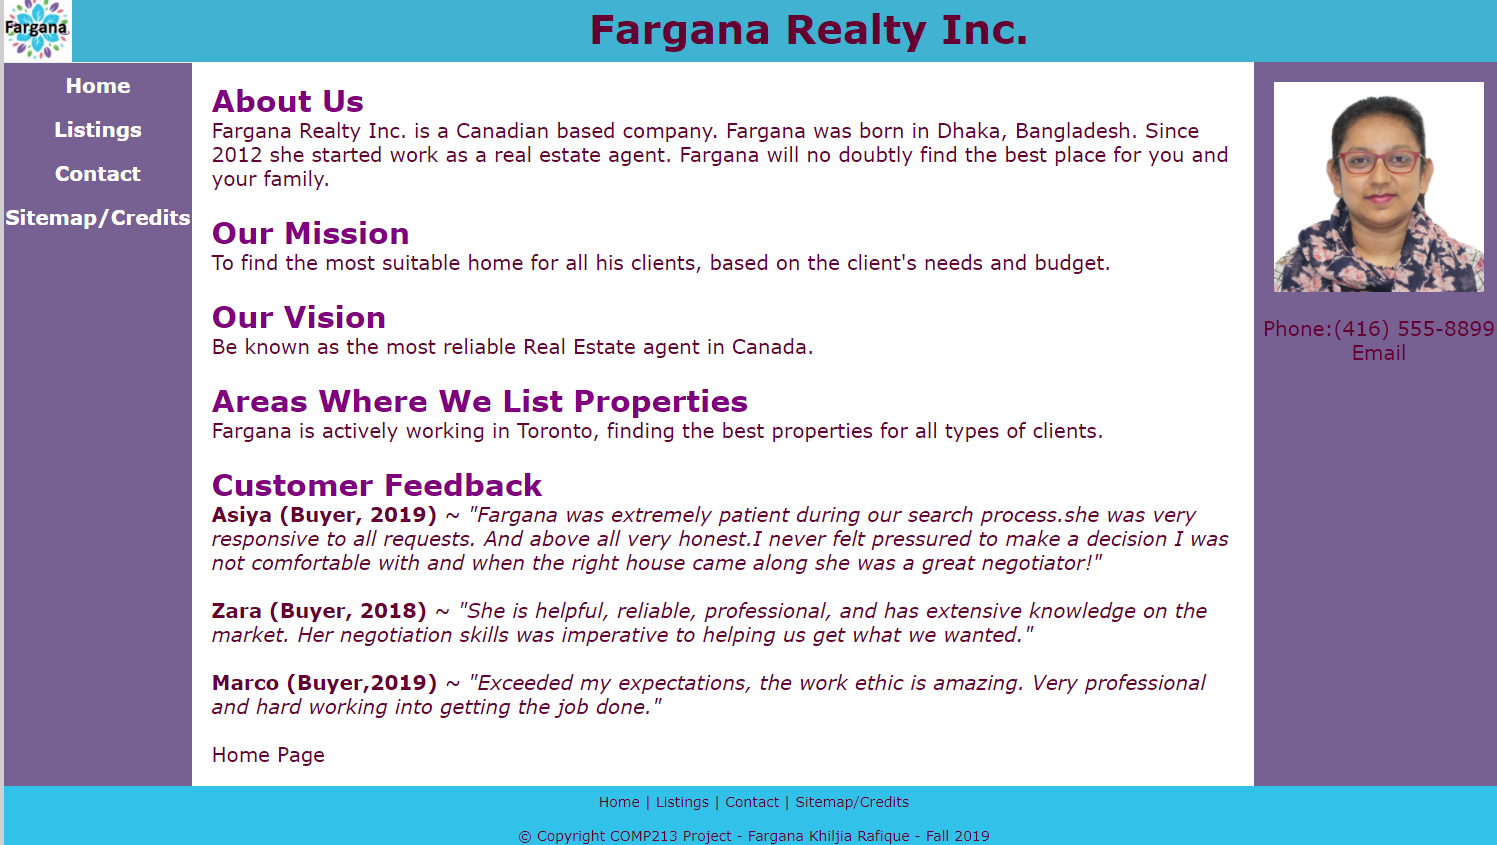 Fargana
Fargana Realty Inc.
Home
Listings
Contact
Sitemap/Credits
About Us
Fargana Realty Inc. is a Canadian based company. Fargana was born in Dhaka, Bangladesh. Since
2012 she started work as a real estate agent. Fargana will no doubtly find the best place for you and
your family.
Our Mission
To find the most suitable home for all his clients, based on the client's needs and budget.
Our Vision
Be known as the most reliable Real Estate agent in Canada.
Areas Where We List Properties
Fargana is actively working in Toronto, finding the best properties for all types of clients.
Customer Feedback
Asiya (Buyer, 2019) ~ "Fargana was extremely patient during our search process.she was very
responsive to all requests. And above all very honest.I never felt pressured to make a decision I was
not comfortable with and when the right house came along she was a great negotiator!"
Zara (Buyer, 2018) ~ "She is helpful, reliable, professional, and has extensive knowledge on the
market. Her negotiation skills was imperative to helping us get what we wanted."
Marco (Buyer,2019) ~ "Exceeded my expectations, the work ethic is amazing. Very professional
and hard working into getting the job done."
Home Page
Phone:(416) 555-8899
Email
Home | Listings | Contact | Sitemap/Credits
© Copyright COMP213 Project - Fargana Khiljia Rafique - Fall 2019